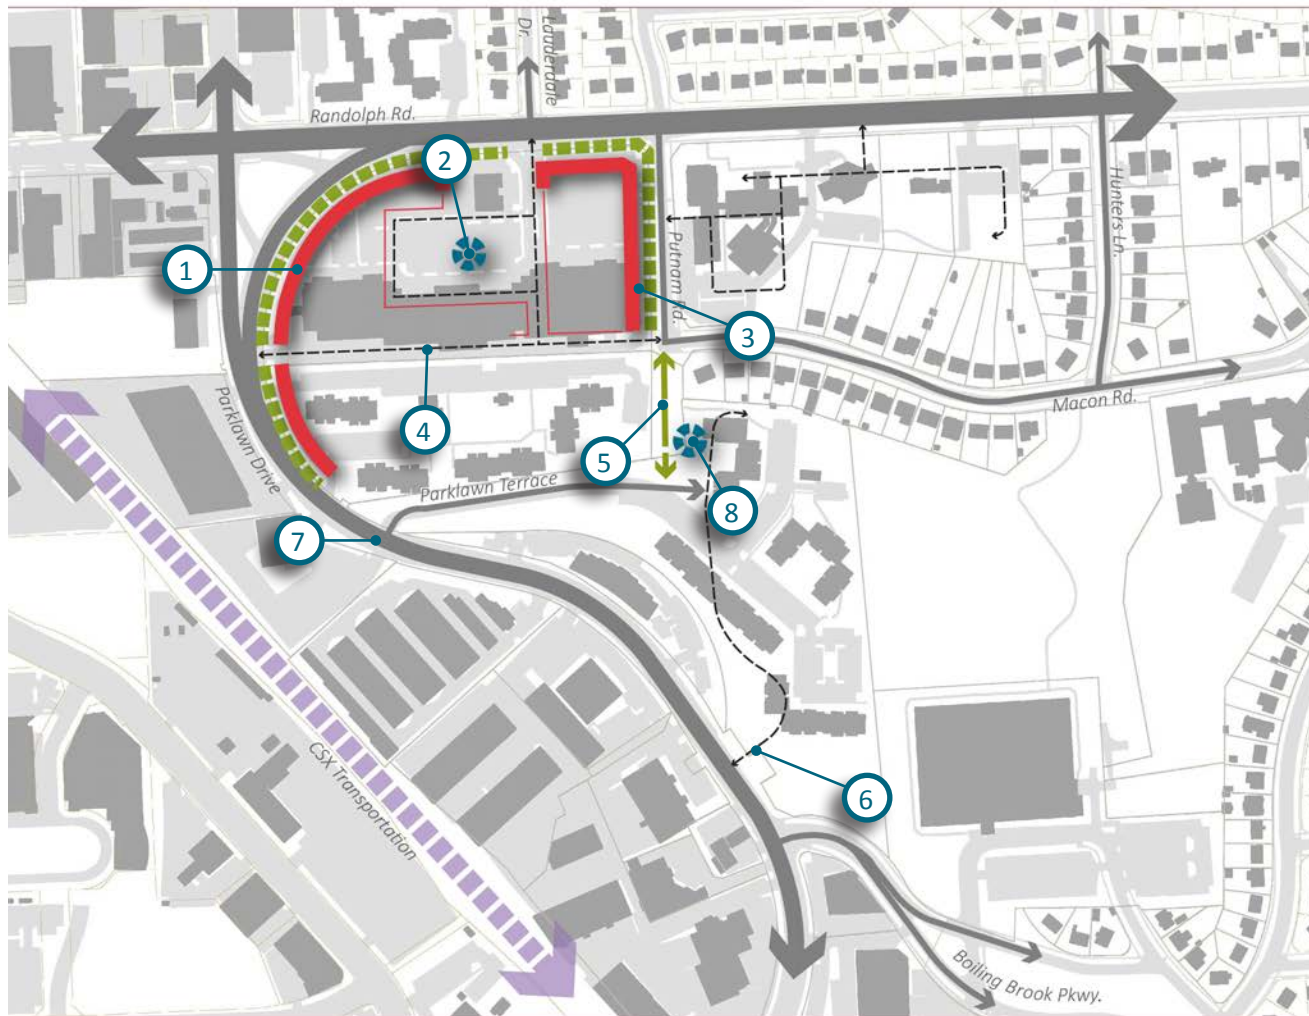 Lauderdale
Dr.
Randolph Rd.
2
1
Hunters Ln.
Putnam Rd.
3
Parklawn Drive
4
Macon Rd.
5
Parklawn Terrace
8
7
CSX Transportation
6
Boiling Brook Pkwy.